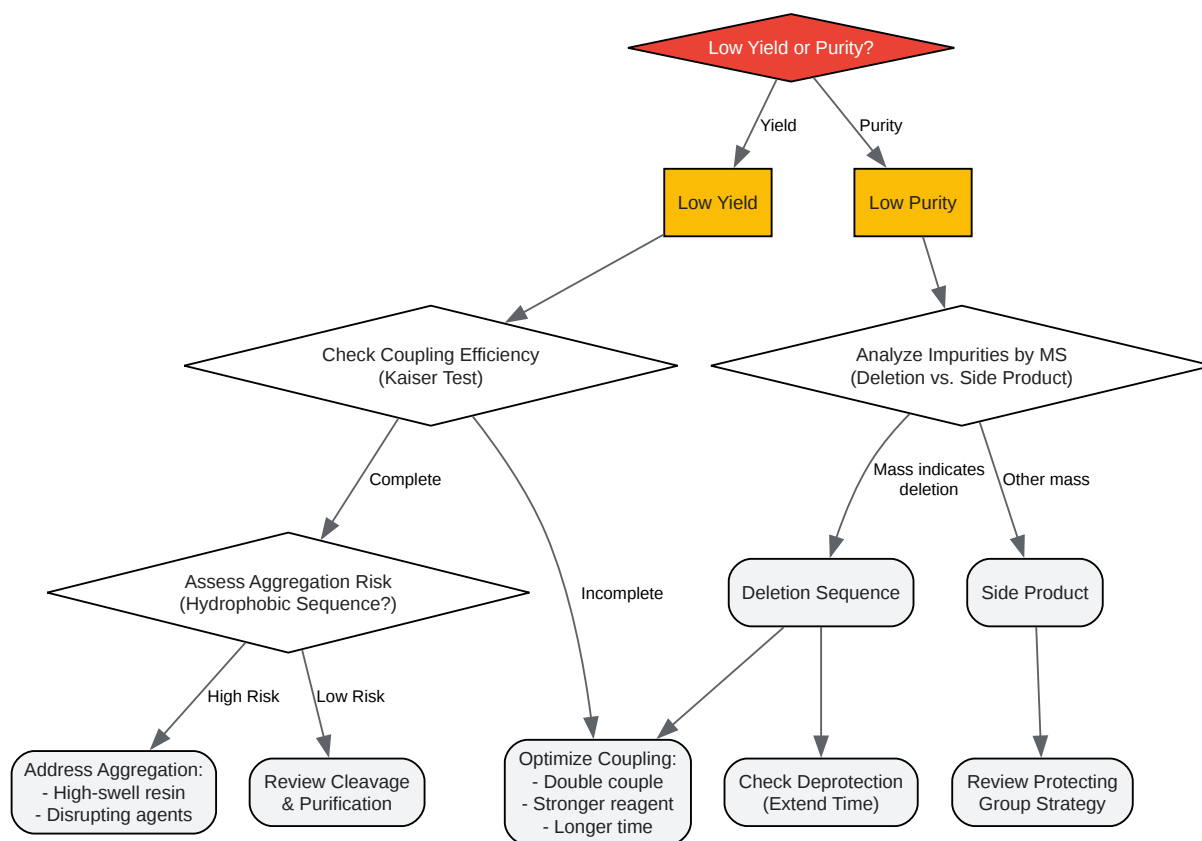 Low Yield or Purity?
Yield
Purity
Low Yield
Low Purity
Check Coupling Efficiency
(Kaiser Test)
Analyze Impurities by MS
(Deletion vs. Side Product)
Complete
Mass indicates
deletion
Other mass
Assess Aggregation Risk
(Hydrophobic Sequence?)
Incomplete
Deletion Sequence
Side Product
High Risk
Low Risk
Address Aggregation:
- High-swell resin
- Disrupting agents
Review Cleavage
& Purification
Optimize Coupling:
- Double couple
- Stronger reagent
- Longer time
Check Deprotection
(Extend Time)
Review Protecting
Group Strategy